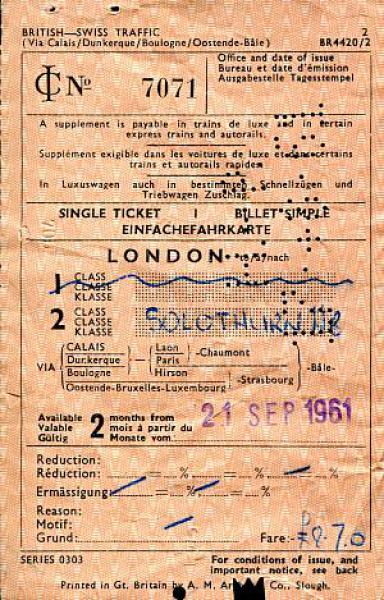 BRITISH—SWISS TRAFFIC 2
(Via Calais/Dunkerque/Boulogne/Oostende-Bâle) BR4420/2
CIC No 7071
Office and date of issue
Bureau et date d'émission
Ausgabestelle Tagesstempel
A supplement is payable in trains de luxe and in certain
express trains and autorails.
Supplément exigible dans les voitures de luxe et dans certains
trains et autorails rapides
In Luxuswagen auch in bestimmten Schnellzügen und
Triebwagen Zuschlag.
SINGLE TICKET | BILLET SIMPLE
EINFACHEFAHRKARTE
LONDON to/à/nach
1 CLASS
CLASSE
KLASSE
2 CLASS
CLASSE
KLASSE
SOLOTHURN
VIA
CALAIS
Dunkerque
Boulogne
Laon
Paris
Hirson
-Chaumont
-Strasbourg
Oostende-Bruxelles-Luxembourg
-Bâle-
Available
Valable
Gültig
2
months from
mois à partir du
Monate vom
21 SEP 1961
Reduction:
Réduction: = % = % = %
Ermässigung = % = %
Reason:
Motif:
Grund: Fare:- £8.7.0
SERIES 0303
For conditions of issue, and
important notice, see back
Printed in Gt. Britain by A. M. Co., Slough.